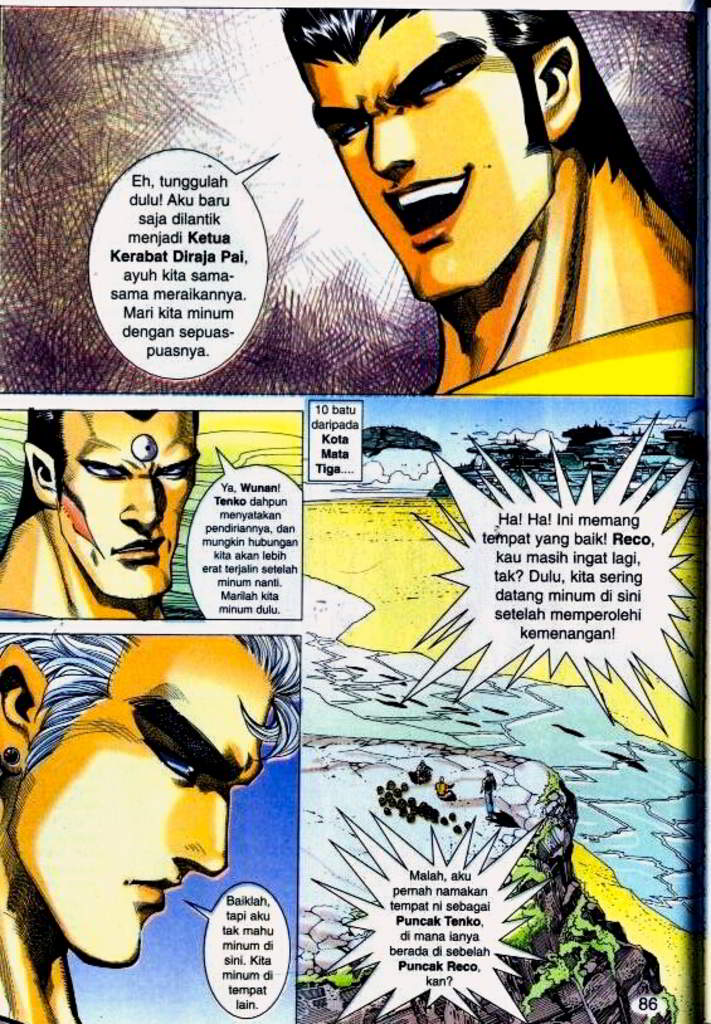 Eh, tunggulah
dulu! Aku baru
saja dilantik
menjadi Ketua
Kerabat Diraja Pai,
ayuh kita sama-
sama meraikannya.
Mari kita minum
dengan sepuas-
puasnya.
Ya, Wunan!
Tenko dahpun
menyatakan
pendiriannya, dan
mungkin hubungan
kita akan lebih
erat terjalin setelah
minum nanti.
Marilah kita
minum dulu.
Baiklah,
tapi aku
tak mahu
minum di
sini. Kita
minum di
tempat
lain.
10 batu
daripada
Kota
Mata
Tiga....
Ha! Ha! Ini memang
tempat yang baik! Reco,
kau masih ingat lagi,
tak? Dulu, kita sering
datang minum di sini
setelah memperolehi
kemenangan!
Malah, aku
pernah namakan
tempat ni sebagai
Puncak Tenko,
di mana ianya
berada di sebelah
Puncak Reco,
kan?
86